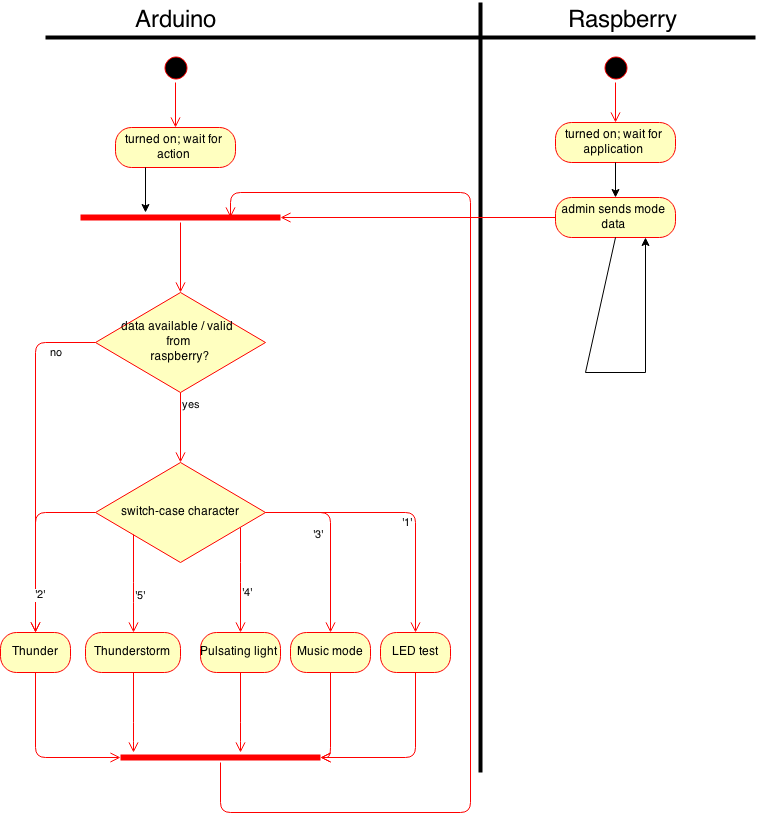 Arduino
Raspberry
turned on; wait for
action
turned on; wait for
application
admin sends mode
data
data available / valid
from
raspberry?
no
yes
switch-case character
'1'
'3'
'2'
'5'
'4'
Thunder
Thunderstorm
Pulsating light
Music mode
LED test